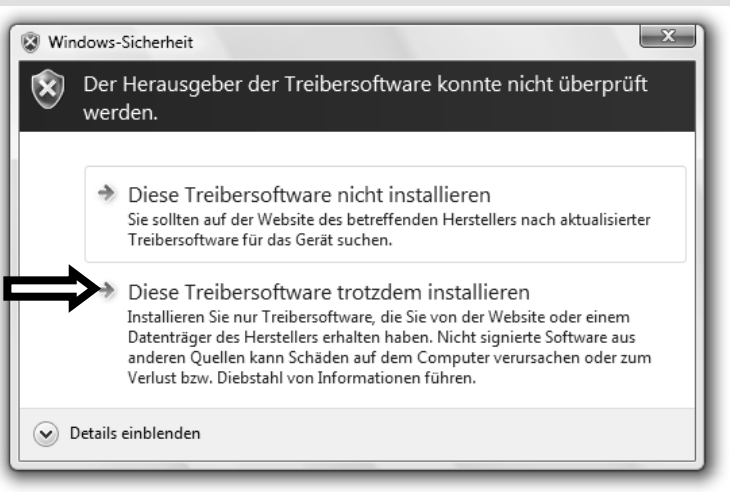 Windows-Sicherheit
Der Herausgeber der Treibersoftware konnte nicht überprüft
werden.
Diese Treibersoftware nicht installieren
Sie sollten auf der Website des betreffenden Herstellers nach aktualisierter
Treibersoftware für das Gerät suchen.
Diese Treibersoftware trotzdem installieren
Installieren Sie nur Treibersoftware, die Sie von der Website oder einem
Datenträger des Herstellers erhalten haben. Nicht signierte Software aus
anderen Quellen kann Schäden auf dem Computer verursachen oder zum
Verlust bzw. Diebstahl von Informationen führen.
Details einblenden